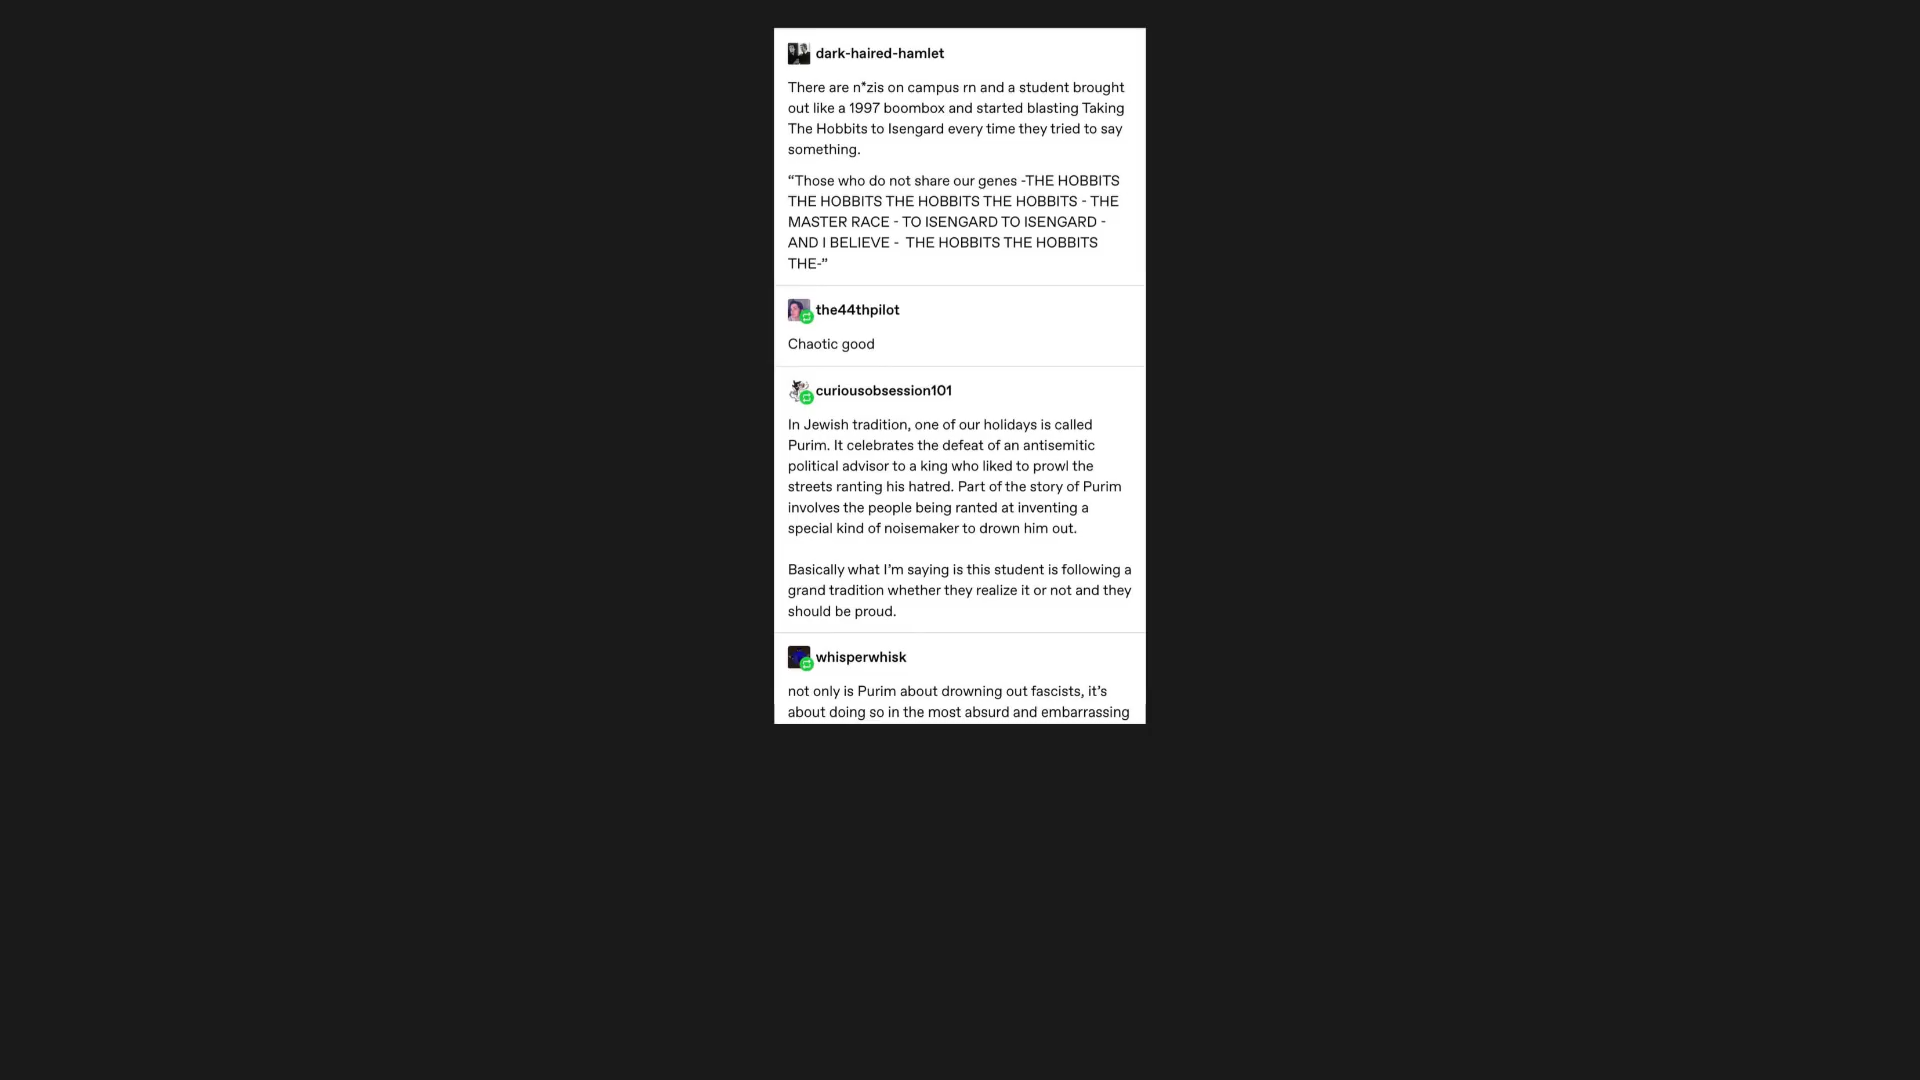 dark-haired-hamlet
There are n*zis on campus rn and a student brought
out like a 1997 boombox and started blasting Taking
The Hobbits to Isengard every time they tried to say
something.
“Those who do not share our genes -THE HOBBITS
THE HOBBITS THE HOBBITS THE HOBBITS - THE
MASTER RACE - TO ISENGARD TO ISENGARD -
AND I BELIEVE -  THE HOBBITS THE HOBBITS
THE-”
the44thpilot
Chaotic good
curiousobsession101
In Jewish tradition, one of our holidays is called
Purim. It celebrates the defeat of an antisemitic
political advisor to a king who liked to prowl the
streets ranting his hatred. Part of the story of Purim
involves the people being ranted at inventing a
special kind of noisemaker to drown him out.
Basically what I’m saying is this student is following a
grand tradition whether they realize it or not and they
should be proud.
whisperwhisk
not only is Purim about drowning out fascists, it’s
about doing so in the most absurd and embarrassing